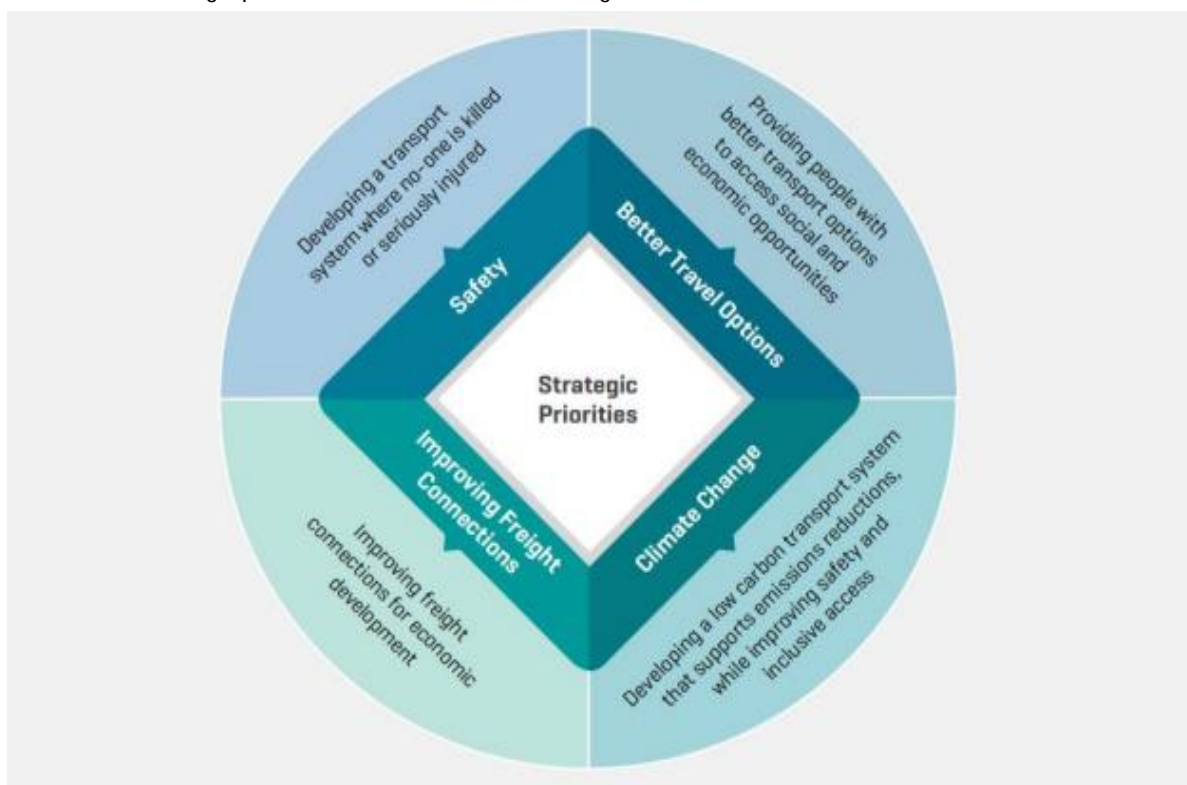 Developing a transport
system where no-one is killed
or seriously injured
Safety
Providing people with
better transport options
to access social and
economic opportunities
Better Travel Options
Strategic
Priorities
Improving Freight
Connections
Improving freight
connections for economic
development
Climate Change
Developing a low carbon transport system
that supports emissions reductions,
while improving safety and
inclusive access